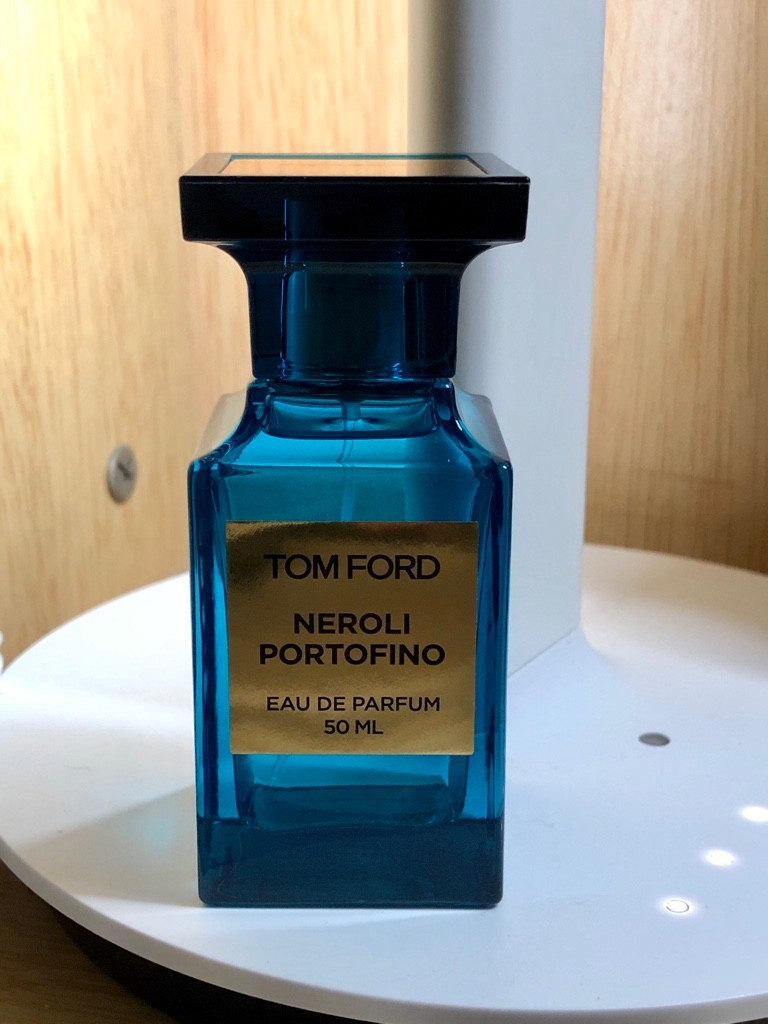 TOM FORD
NEROLI
PORTOFINO
EAU DE PARFUM
50 ML